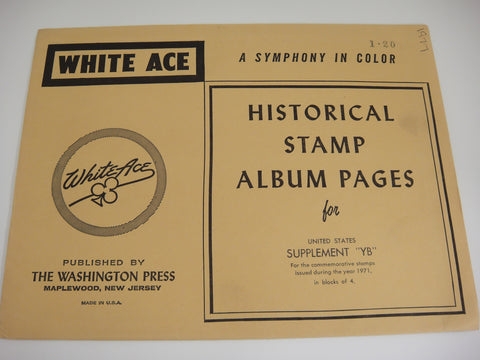 WHITE ACE
A SYMPHONY IN COLOR
1-20
HISTORICAL
STAMP
ALBUM PAGES
for
UNITED STATES
SUPPLEMENT "YB"
For the commemorative stamps
issued during the year 1971,
in blocks of 4.
White Ace
PUBLISHED BY
THE WASHINGTON PRESS
MAPLEWOOD, NEW JERSEY
MADE IN U.S.A.